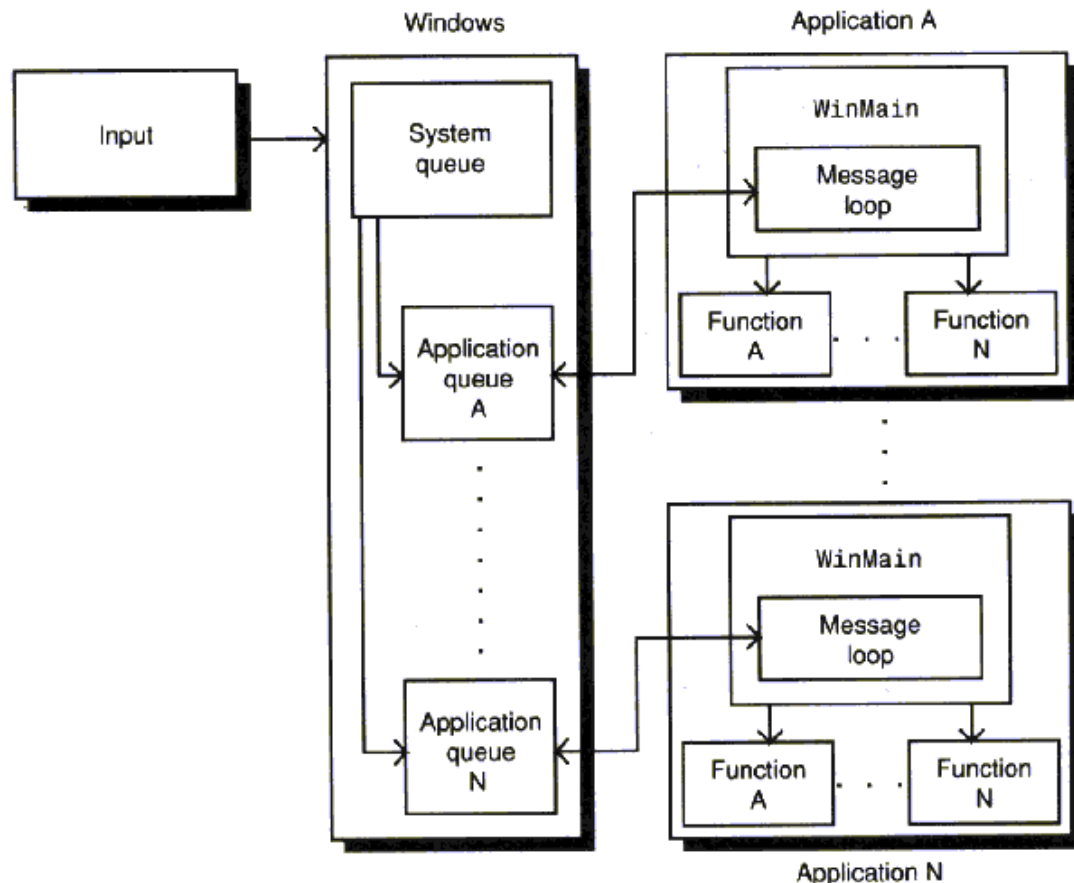 Windows
Application A
Input
System
queue
WinMain
Message
loop
Function
A
Function
N
Application
queue
A
WinMain
Message
loop
Application
queue
N
Function
A
Function
N
Application N